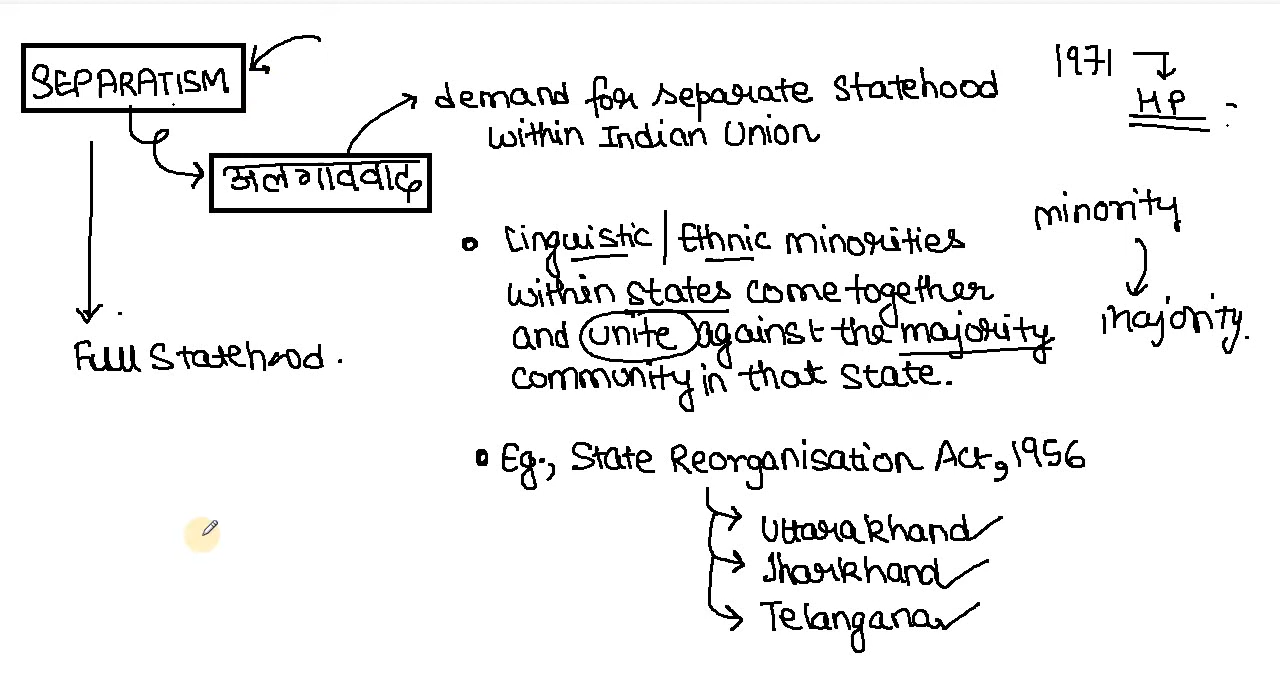 SEPARATISM
अलगाववाद
Full Statehood.
demand for separate Statehood
within Indian Union
• Linguistic | Ethnic minorities
within states come together
and unite against the majority
community in that State.
• Eg., State Reorganisation Act, 1956
Uttarakhand
Jharkhand
Telangana
1971
HP
minority
majority.